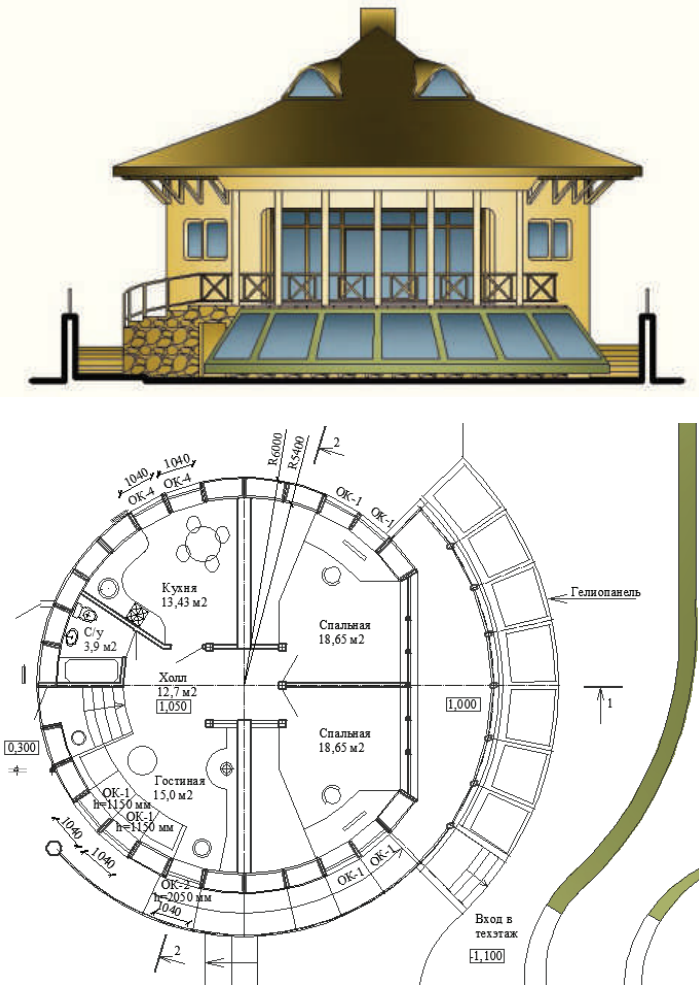 2
R6000
R5400
1040
1040
ОК-4
ОК-4
ОК-1
ОК-1
Кухня
13,43 м2
Гелиопанель
С/у
3,9 м2
Спальная
18,65 м2
Холл
12,7 м2
1,050
1,000
1
0,300
Спальная
18,65 м2
Гостиная
15,0 м2
ОК-1
h=1150 мм
ОК-1
h=1150 мм
1040
1040
ОК-1
ОК-1
ОК-2
h=2050 мм
1040
Вход в
техэтаж
-1,100
2